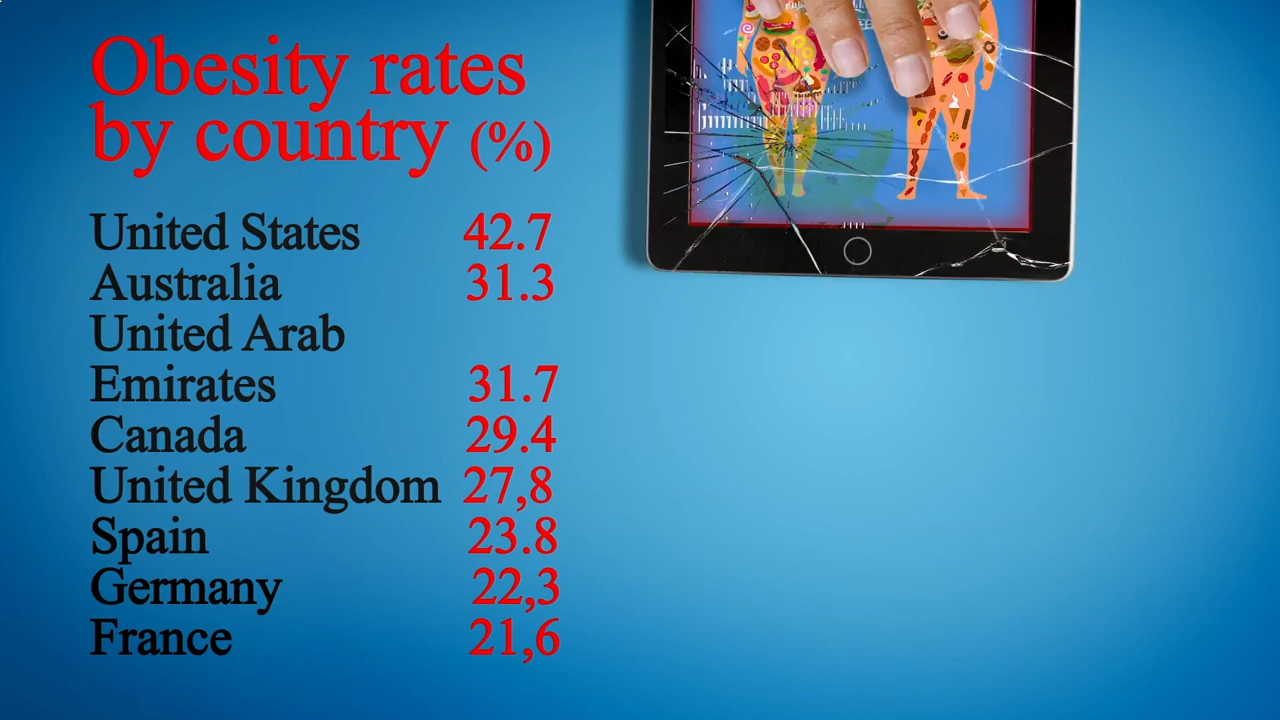 Obesity rates
by country (%)
United States 42.7
Australia 31.3
United Arab
Emirates 31.7
Canada 29.4
United Kingdom 27,8
Spain 23.8
Germany 22,3
France 21,6